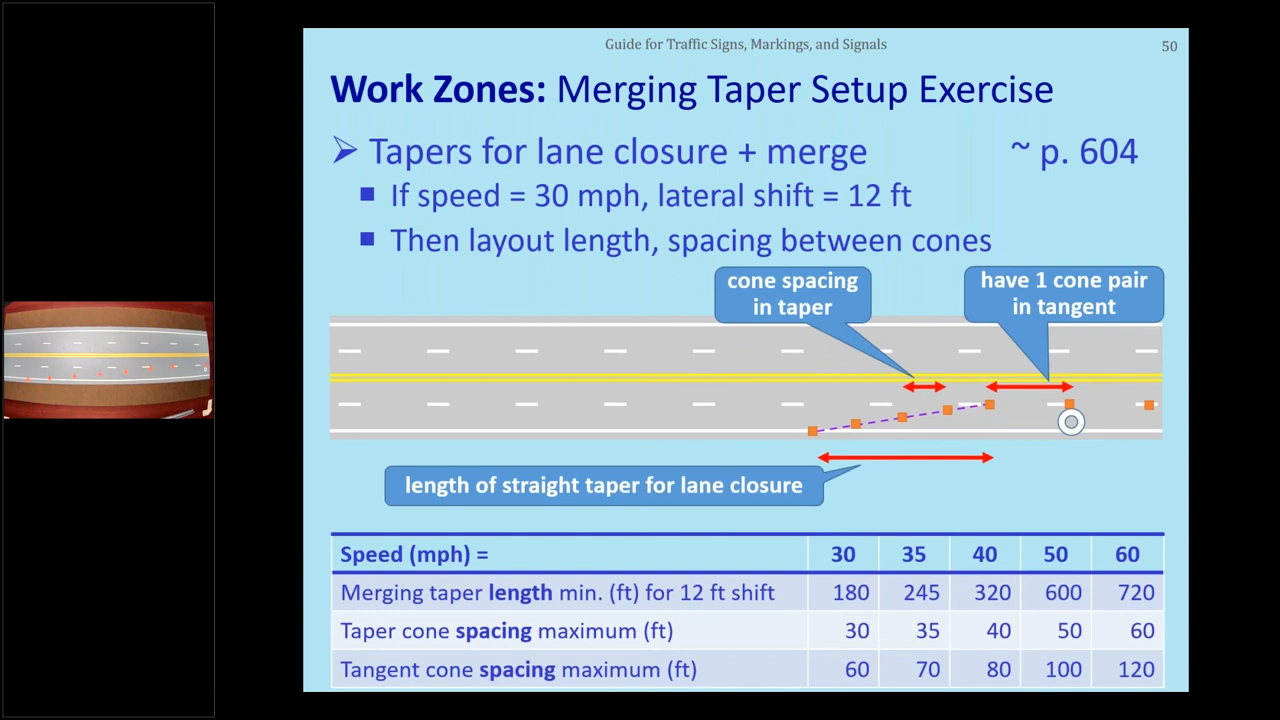 Guide for Traffic Signs, Markings, and Signals 50
Work Zones: Merging Taper Setup Exercise
Tapers for lane closure + merge ~ p. 604
If speed = 30 mph, lateral shift = 12 ft
Then layout length, spacing between cones
cone spacing
in taper
have 1 cone pair
in tangent
length of straight taper for lane closure
Speed (mph) = 30 35 40 50 60
Merging taper length min. (ft) for 12 ft shift 180 245 320 600 720
Taper cone spacing maximum (ft) 30 35 40 50 60
Tangent cone spacing maximum (ft) 60 70 80 100 120